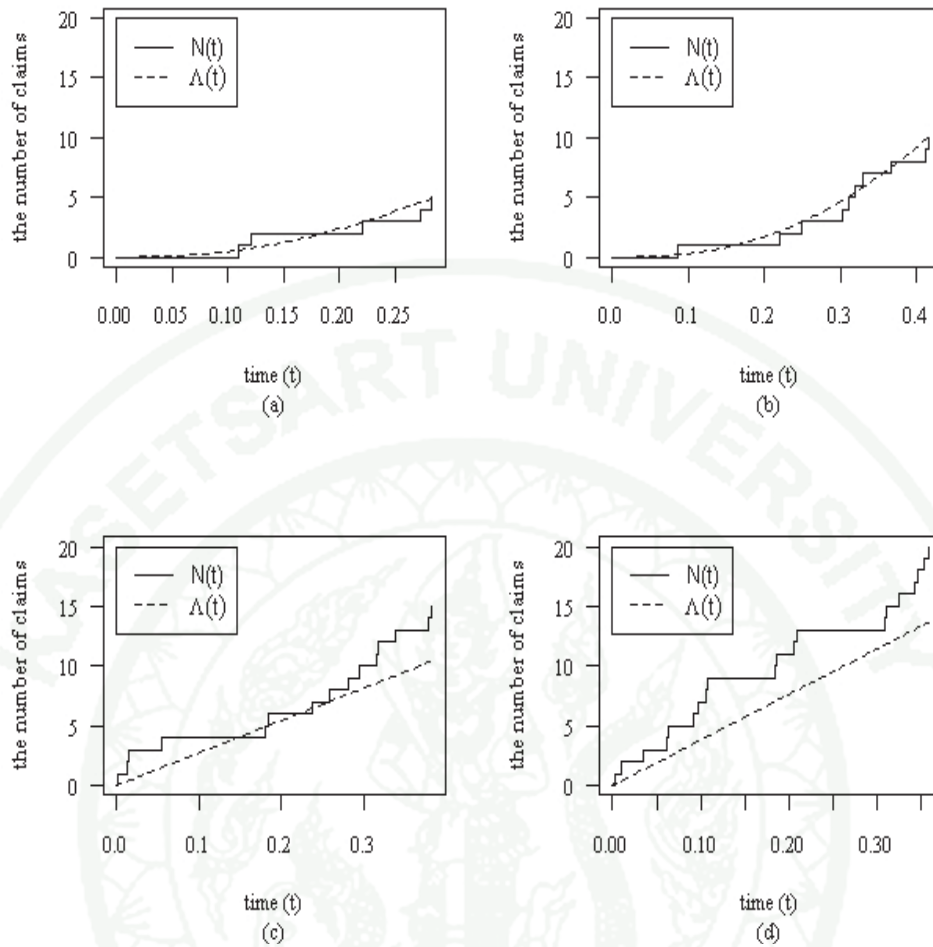 the number of claims
20
15
10
5
0
N(t)
Λ(t)
0.00 0.05 0.10 0.15 0.20 0.25
time (t)
(a)
the number of claims
20
15
10
5
0
N(t)
Λ(t)
0.0 0.1 0.2 0.3 0.4
time (t)
(b)
the number of claims
20
15
10
5
0
N(t)
Λ(t)
0.0 0.1 0.2 0.3
time (t)
(c)
the number of claims
20
15
10
5
0
N(t)
Λ(t)
0.00 0.10 0.20 0.30
time (t)
(d)
KASETSART UNIVERSITY